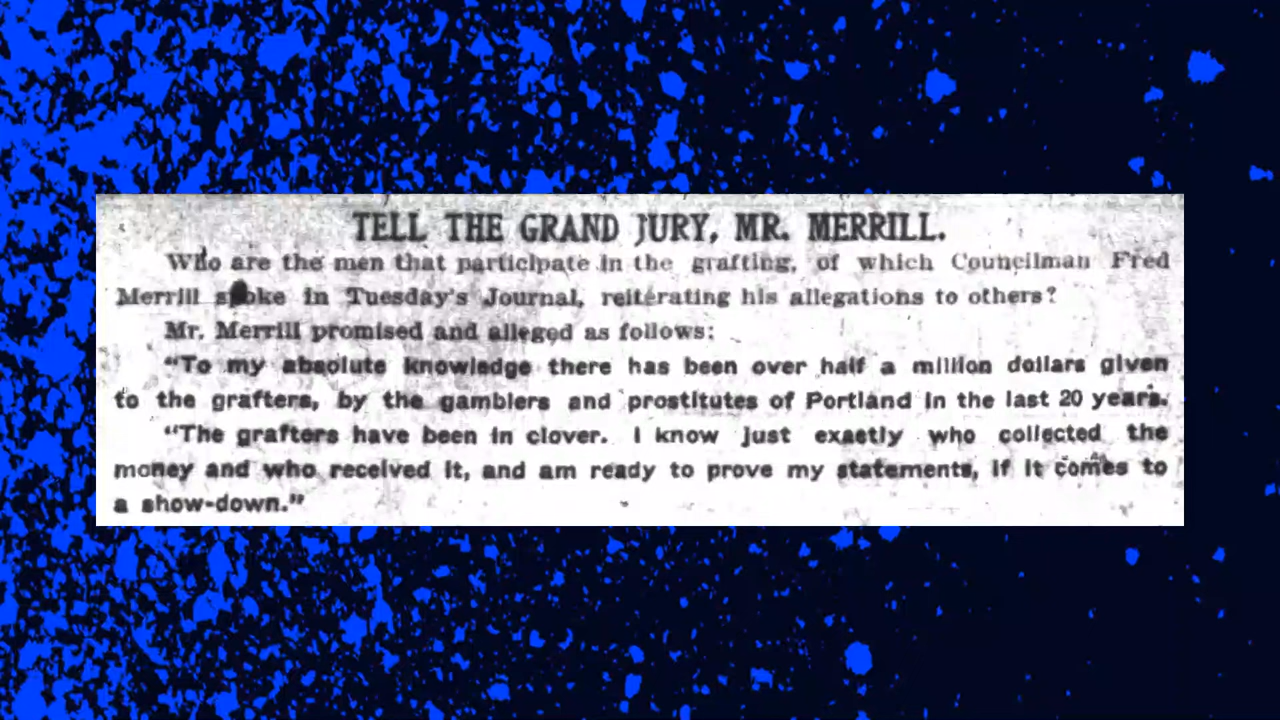 TELL THE GRAND JURY, MR. MERRILL.
Who are the men that participate in the grafting, of which Councilman Fred
Merrill spoke in Tuesday's Journal, reiterating his allegations to others?
Mr. Merrill promised and alleged as follows:
"To my absolute knowledge there has been over half a million dollars given
to the grafters, by the gamblers and prostitutes of Portland in the last 20 years.
"The grafters have been in clover. I know just exactly who collected the
money and who received it, and am ready to prove my statements, if it comes to
a show-down."